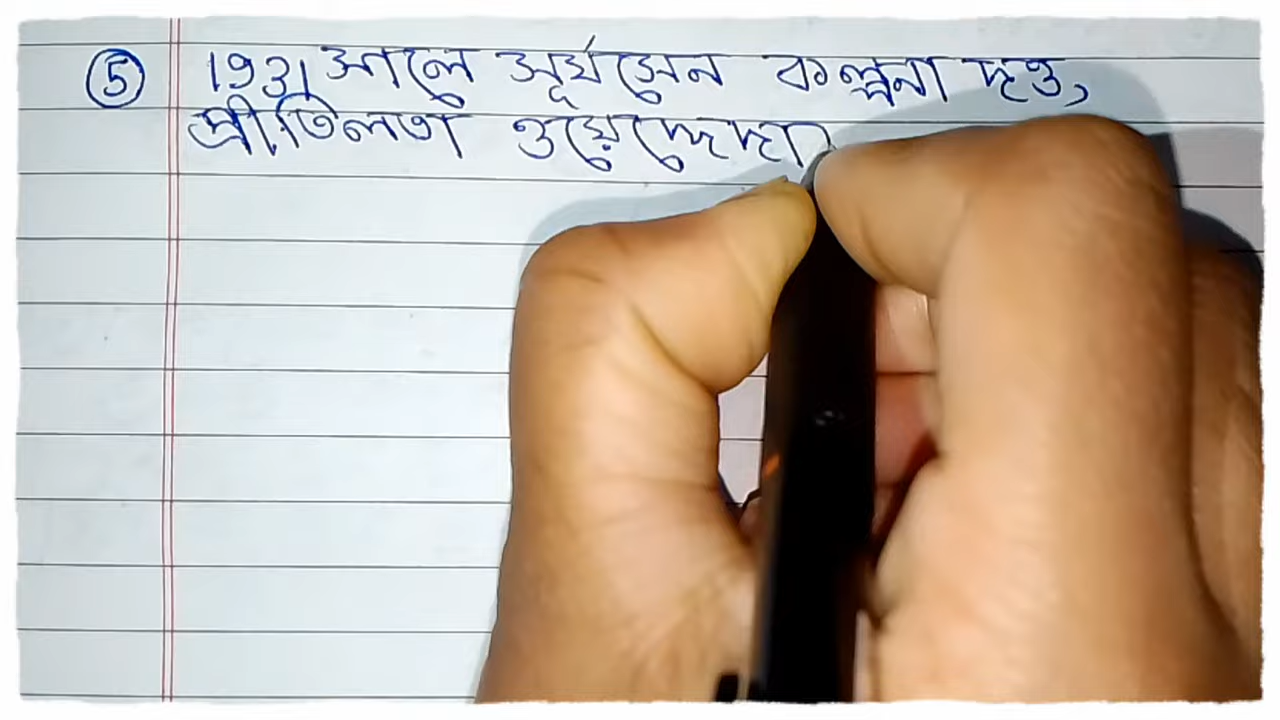 ⑤ 1931 সালে সূর্যসেন কল্পনা দত্ত,
প্রীতিলতা ওয়েদ্দেদার